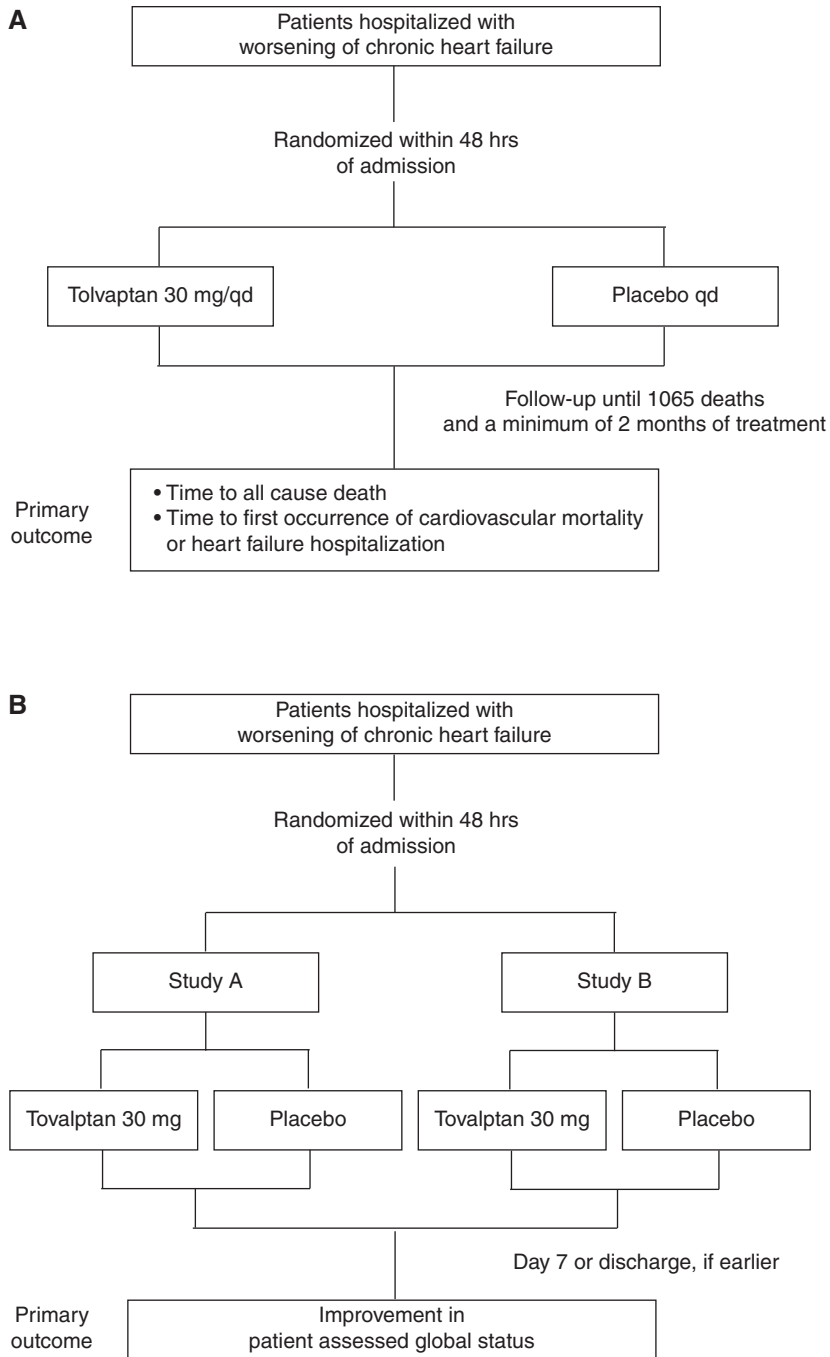 A
Patients hospitalized with
worsening of chronic heart failure
Randomized within 48 hrs
of admission
Tolvaptan 30 mg/qd
Placebo qd
Follow-up until 1065 deaths
and a minimum of 2 months of treatment
Primary
outcome
• Time to all cause death
• Time to first occurrence of cardiovascular mortality
or heart failure hospitalization
B
Patients hospitalized with
worsening of chronic heart failure
Randomized within 48 hrs
of admission
Study A
Study B
Tovalptan 30 mg
Placebo
Tovalptan 30 mg
Placebo
Day 7 or discharge, if earlier
Primary
outcome
Improvement in
patient assessed global status